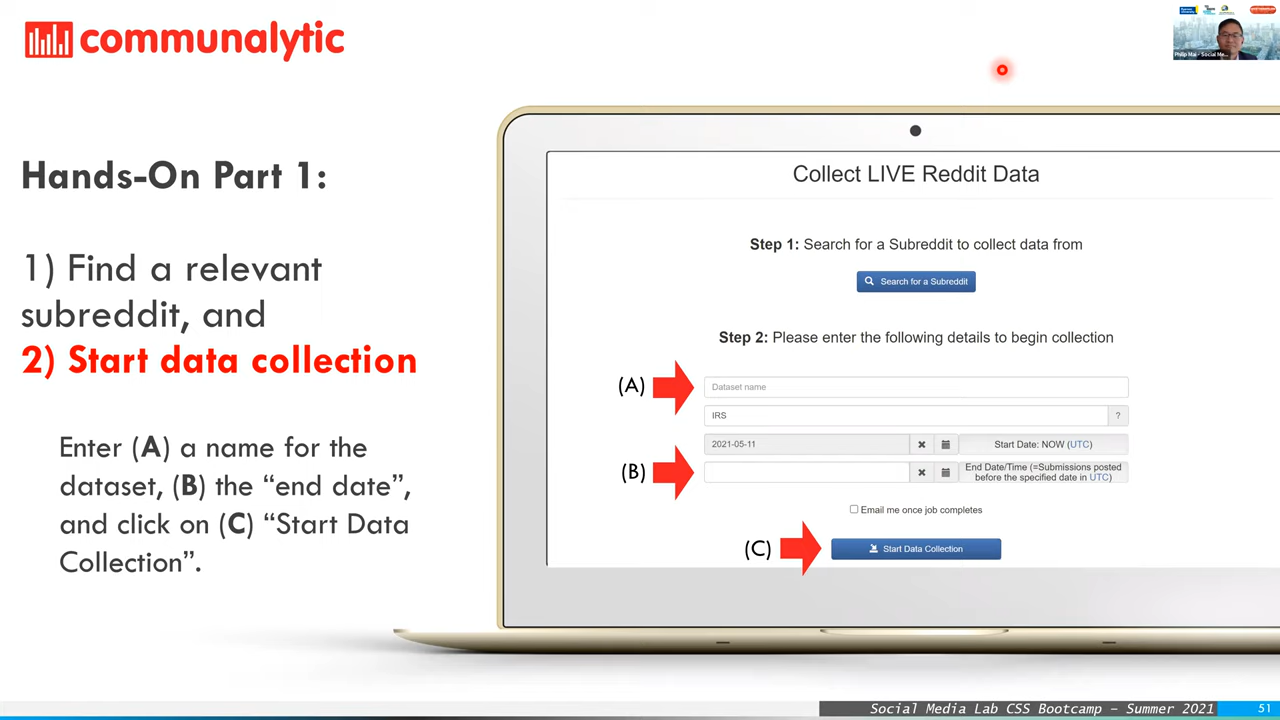 communalytic
Philip Mai - Social Me...
Hands-On Part 1:
1) Find a relevant
subreddit, and
2) Start data collection
Enter (A) a name for the
dataset, (B) the “end date”,
and click on (C) “Start Data
Collection”.
Collect LIVE Reddit Data
Step 1: Search for a Subreddit to collect data from
Search for a Subreddit
Step 2: Please enter the following details to begin collection
(A)
Dataset name
IRS
?
2021-05-11
Start Date: NOW (UTC)
(B)
End Date/Time (=Submissions posted
before the specified date in UTC)
Email me once job completes
(C)
Start Data Collection
Social Media Lab CSS Bootcamp – Summer 2021
51